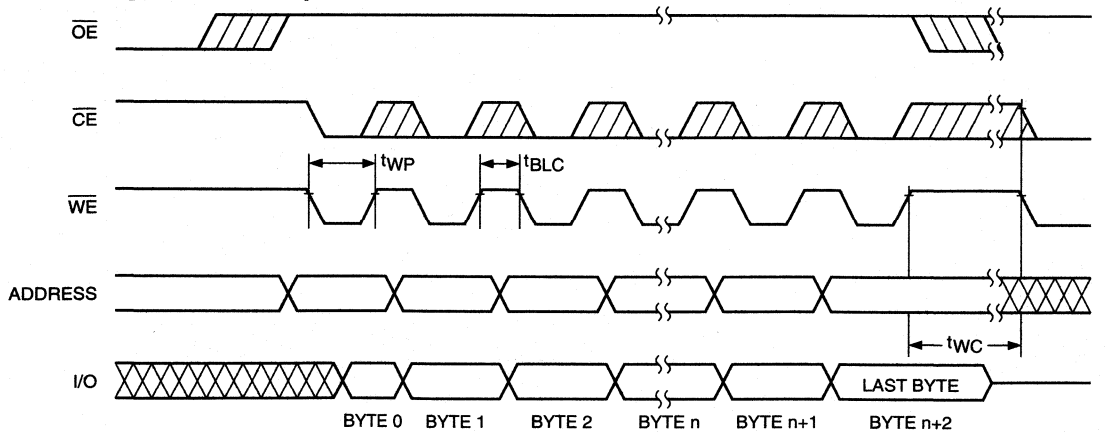 OE
CE
tWP
tBLC
WE
ADDRESS
tWC
I/O
LAST BYTE
BYTE 0 BYTE 1 BYTE 2 BYTE n BYTE n+1 BYTE n+2